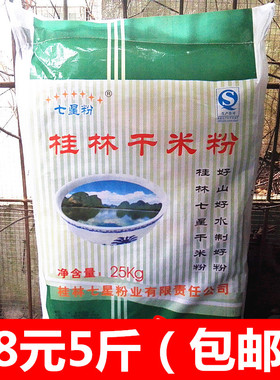 七星粉®
桂林干米粉
好山好水制好粉
桂林七星干米粉
净含量：25Kg
桂林七星粉业有限责任公司
8元5斤（包邮